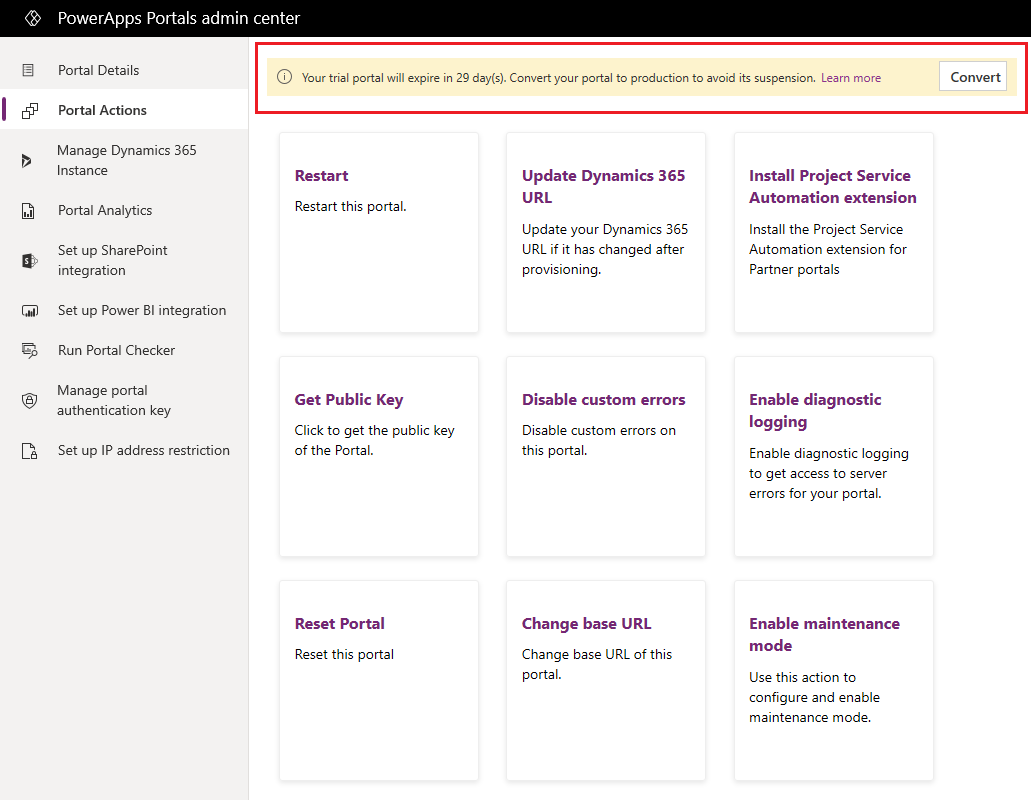 PowerApps Portals admin center
Portal Details
Portal Actions
Manage Dynamics 365
Instance
Portal Analytics
Set up SharePoint
integration
Set up Power BI integration
Run Portal Checker
Manage portal
authentication key
Set up IP address restriction
Your trial portal will expire in 29 day(s). Convert your portal to production to avoid its suspension. Learn more
Convert
Restart
Restart this portal.
Update Dynamics 365
URL
Update your Dynamics 365
URL if it has changed after
provisioning.
Install Project Service
Automation extension
Install the Project Service
Automation extension for
Partner portals
Get Public Key
Click to get the public key
of the Portal.
Disable custom errors
Disable custom errors on
this portal.
Enable diagnostic
logging
Enable diagnostic logging
to get access to server
errors for your portal.
Reset Portal
Reset this portal
Change base URL
Change base URL of this
portal.
Enable maintenance
mode
Use this action to
configure and enable
maintenance mode.